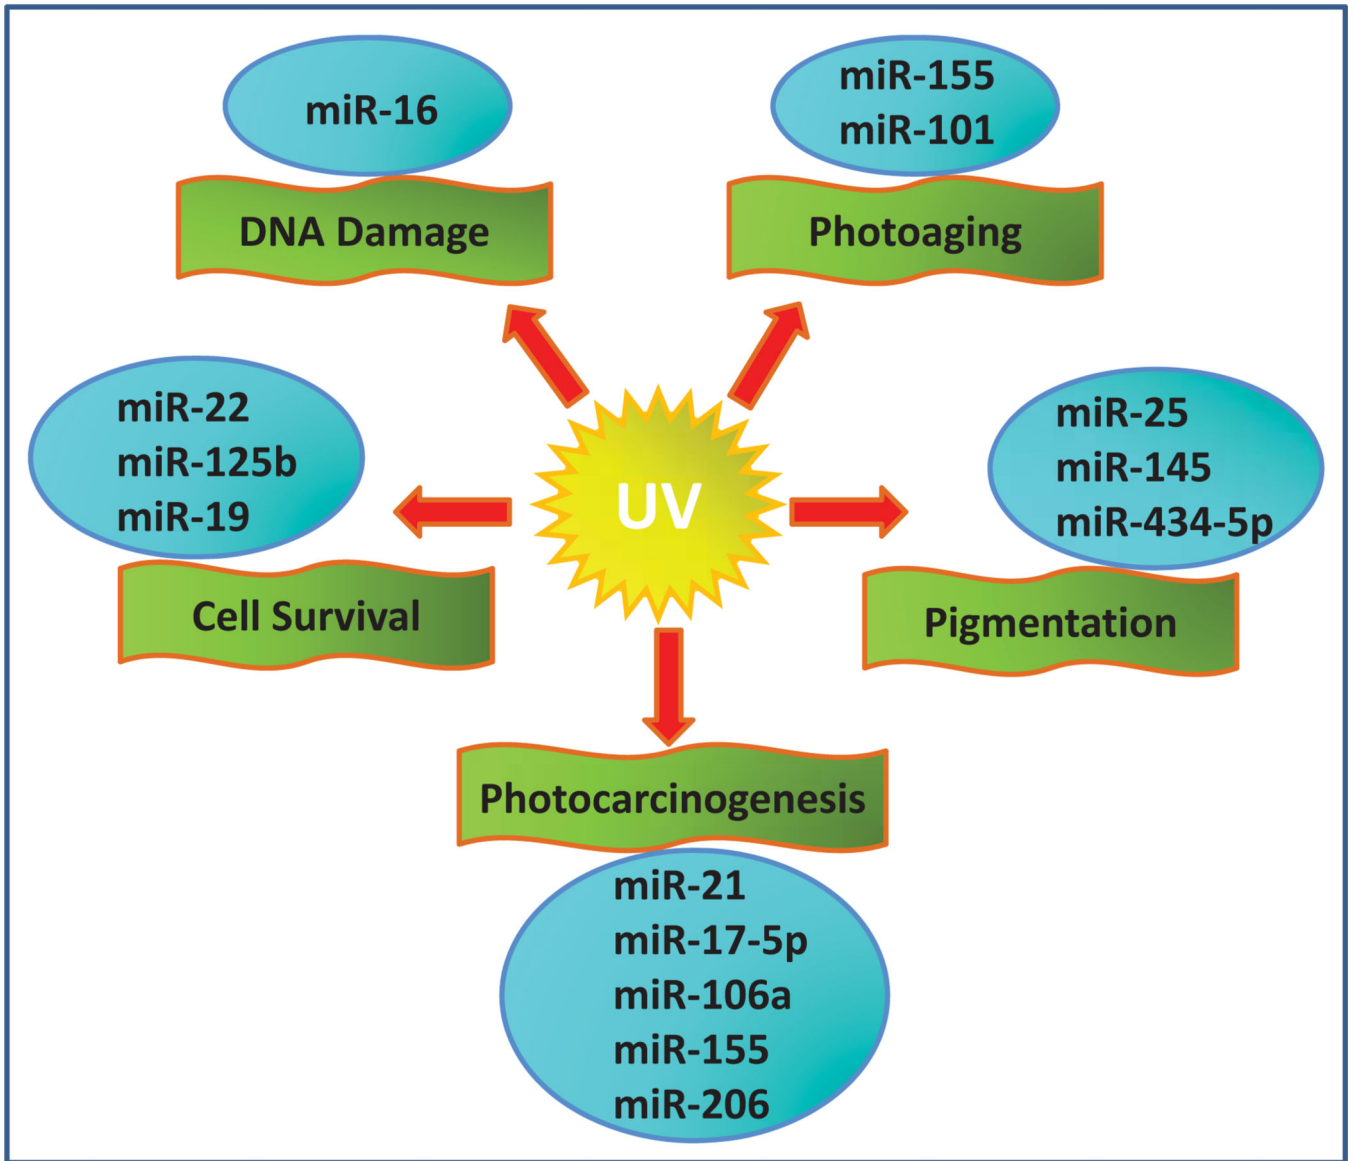 miR-16
DNA Damage
miR-155
miR-101
Photoaging
miR-22
miR-125b
miR-19
Cell Survival
UV
miR-25
miR-145
miR-434-5p
Pigmentation
Photocarcinogenesis
miR-21
miR-17-5p
miR-106a
miR-155
miR-206